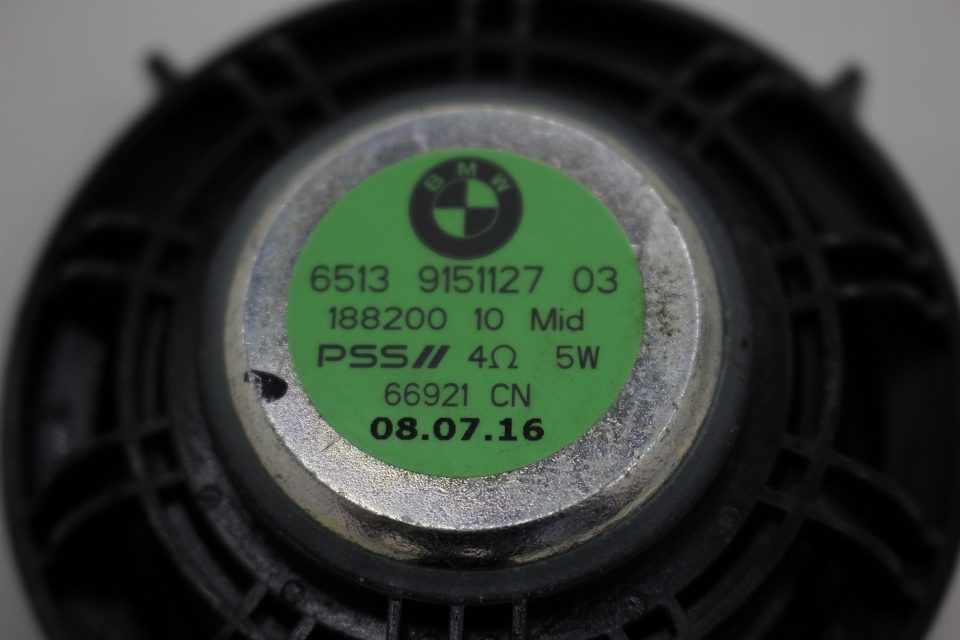 BMW
6513 9151127 03
188200 10 Mid
PSS// 4Ω 5W
66921 CN
08.07.16